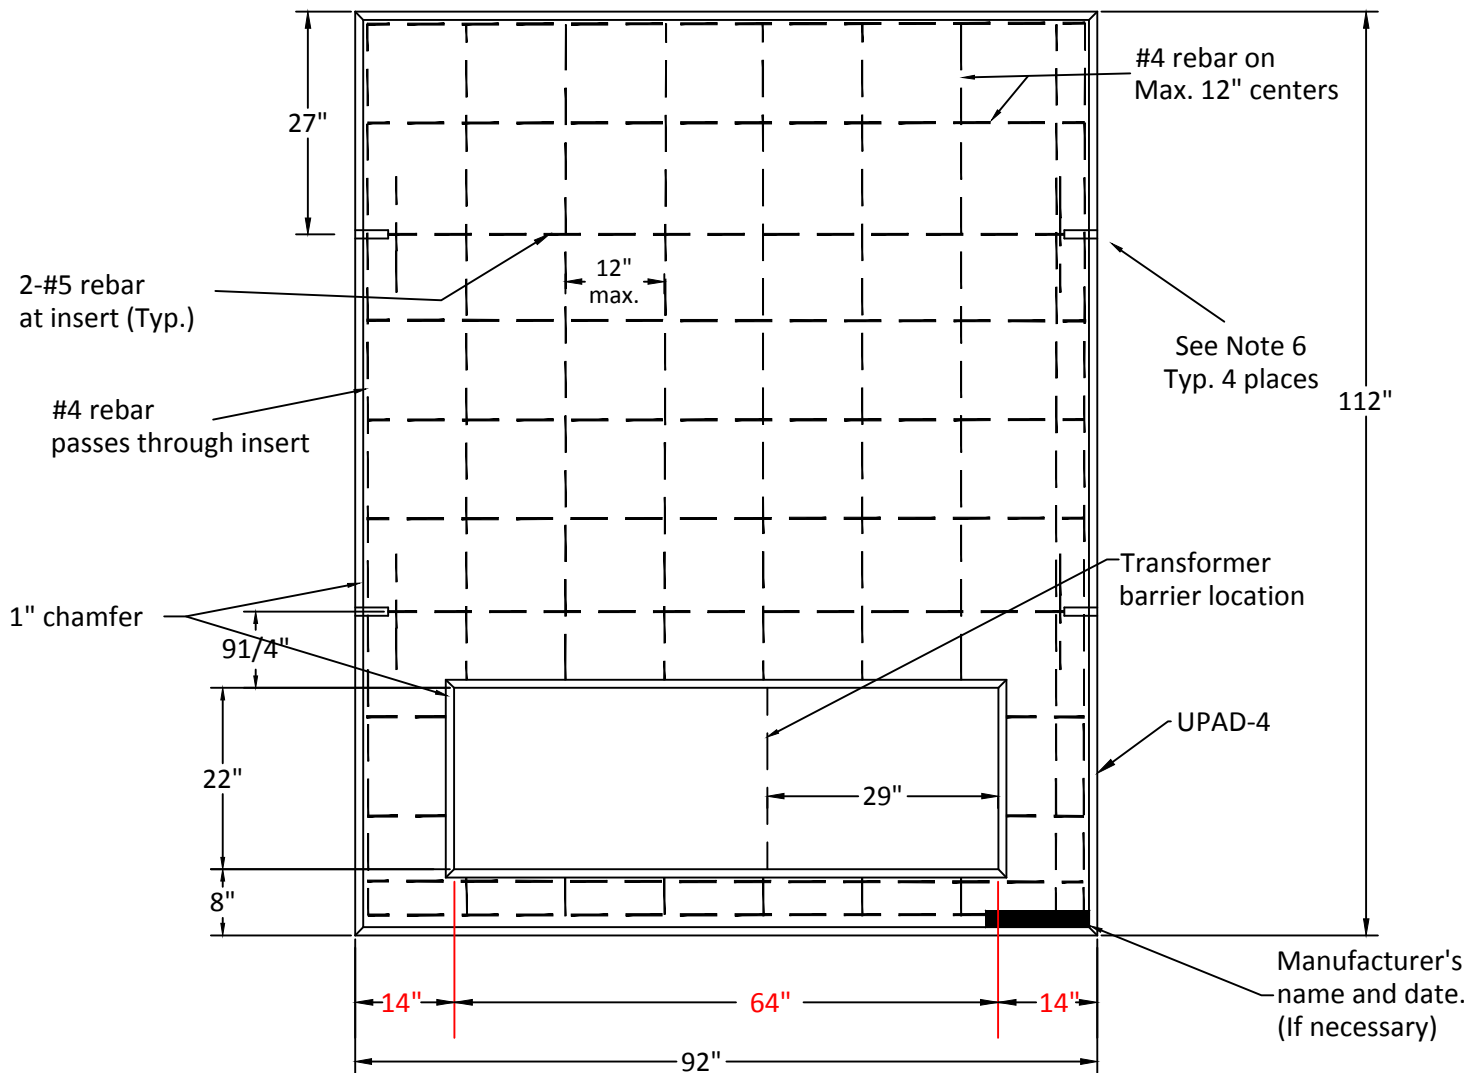 #4 rebar on
Max. 12" centers
27"
2-#5 rebar
at insert (Typ.)
12"
max.
See Note 6
Typ. 4 places
#4 rebar
passes through insert
112"
Transformer
barrier location
1" chamfer
91/4"
UPAD-4
22"
29"
8"
Manufacturer's
name and date.
(If necessary)
14"
64"
14"
92"